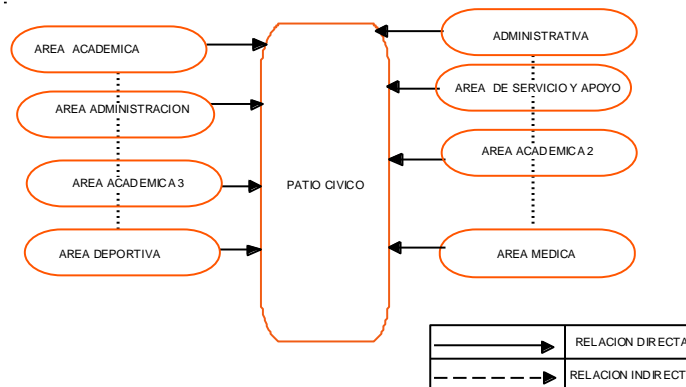 AREA ACADEMICA
AREA ADMINISTRACION
AREA ACADEMICA 3
AREA DEPORTIVA
PATIO CIVICO
ADMINISTRATIVA
AREA DE SERVICIO Y APOYO
AREA ACADEMICA 2
AREA MEDICA
RELACION DIRECTA
RELACION INDIRECT